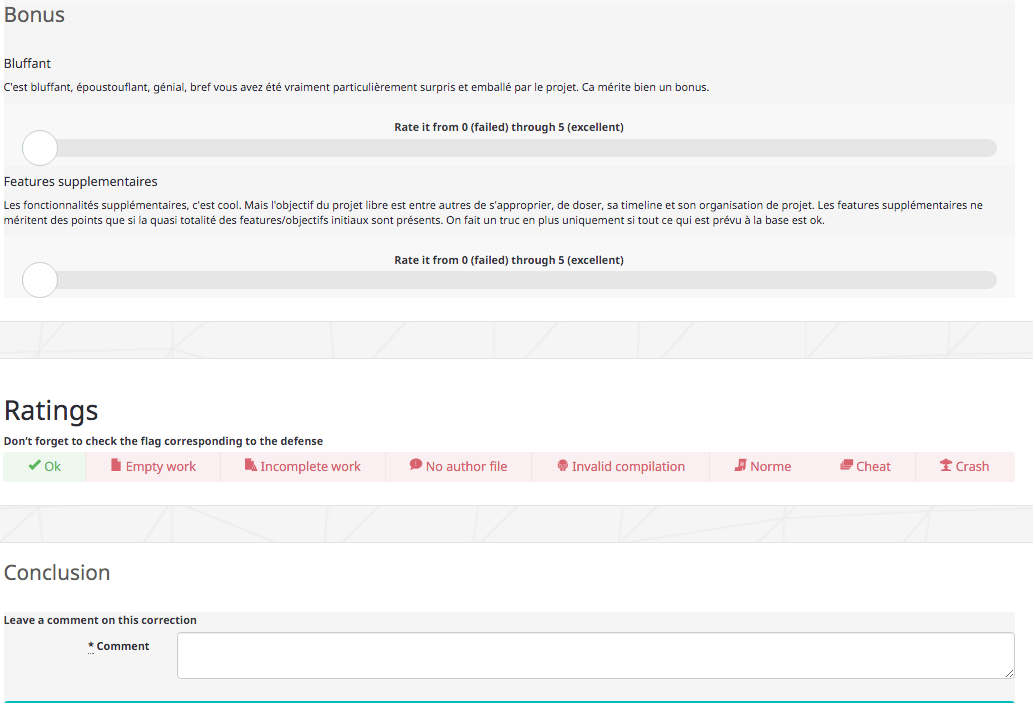 Bonus
Bluffant
C'est bluffant, époustouflant, génial, bref vous avez été vraiment particulièrement surpris et emballé par le projet. Ca mérite bien un bonus.
Rate it from 0 (failed) through 5 (excellent)
Features supplementaires
Les fonctionnalités supplémentaires, c'est cool. Mais l'objectif du projet libre est entre autres de s'approprier, de doser, sa timeline et son organisation de projet. Les features supplémentaires ne
méritent des points que si la quasi totalité des features/objectifs initiaux sont présents. On fait un truc en plus uniquement si tout ce qui est prévu à la base est ok.
Rate it from 0 (failed) through 5 (excellent)
Ratings
Don't forget to check the flag corresponding to the defense
Ok Empty work Incomplete work No author file Invalid compilation Norme Cheat Crash
Conclusion
Leave a comment on this correction
* Comment